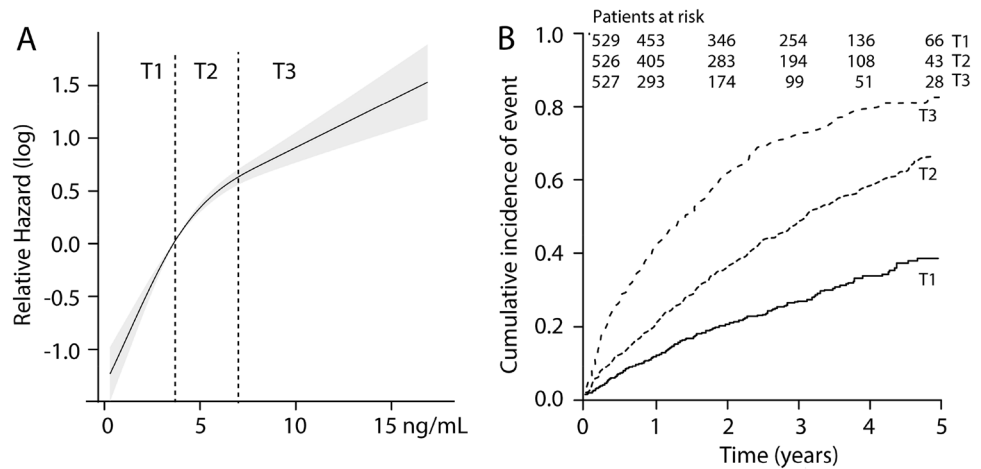 A
T1 T2 T3
Relative Hazard (log)
1.5
1.0
0.5
0.0
-0.5
-1.0
0 5 10 15 ng/mL
B
Patients at risk
529 453 346 254 136 66 T1
526 405 283 194 108 43 T2
527 293 174 99 51 28 T3
Cumulative incidence of event
1.0
0.8
0.6
0.4
0.2
0.0
T3
T2
T1
0 1 2 3 4 5
Time (years)